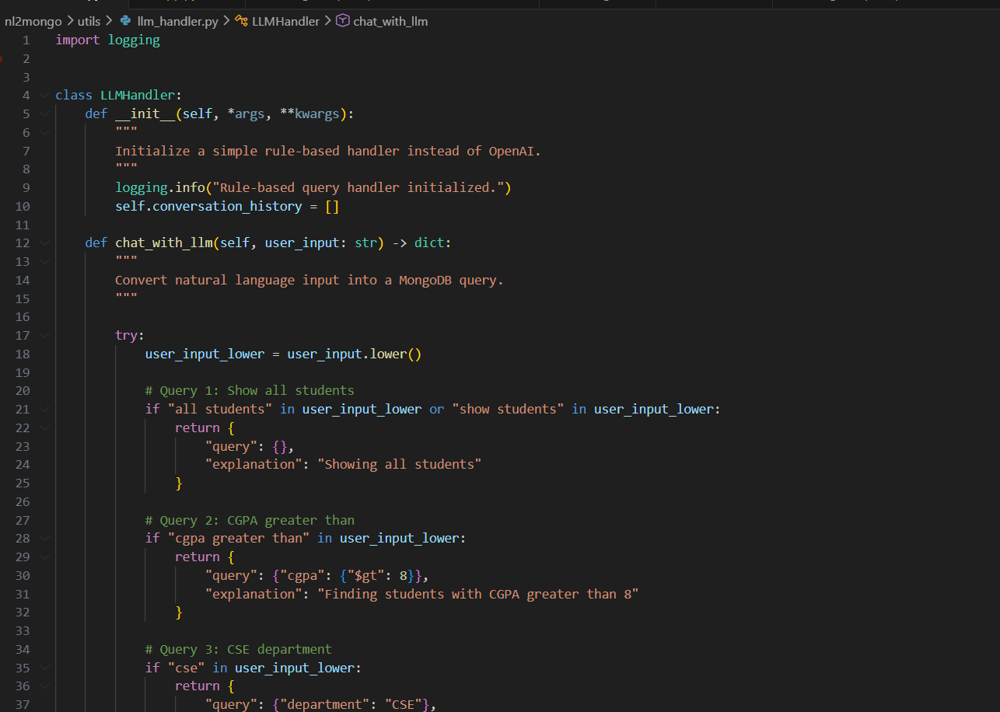 nl2mongo > utils > llm_handler.py > LLMHandler > chat_with_llm
1 import logging
2
3
4 class LLMHandler:
5     def __init__(self, *args, **kwargs):
6         """
7         Initialize a simple rule-based handler instead of OpenAI.
8         """
9         logging.info("Rule-based query handler initialized.")
10         self.conversation_history = []
11
12     def chat_with_llm(self, user_input: str) -> dict:
13         """
14         Convert natural language input into a MongoDB query.
15         """
16
17         try:
18             user_input_lower = user_input.lower()
19
20             # Query 1: Show all students
21             if "all students" in user_input_lower or "show students" in user_input_lower:
22                 return {
23                     "query": {},
24                     "explanation": "Showing all students"
25                 }
26
27             # Query 2: CGPA greater than
28             if "cgpa greater than" in user_input_lower:
29                 return {
30                     "query": {"cgpa": {"$gt": 8}},
31                     "explanation": "Finding students with CGPA greater than 8"
32                 }
33
34             # Query 3: CSE department
35             if "cse" in user_input_lower:
36                 return {
37                     "query": {"department": "CSE"},